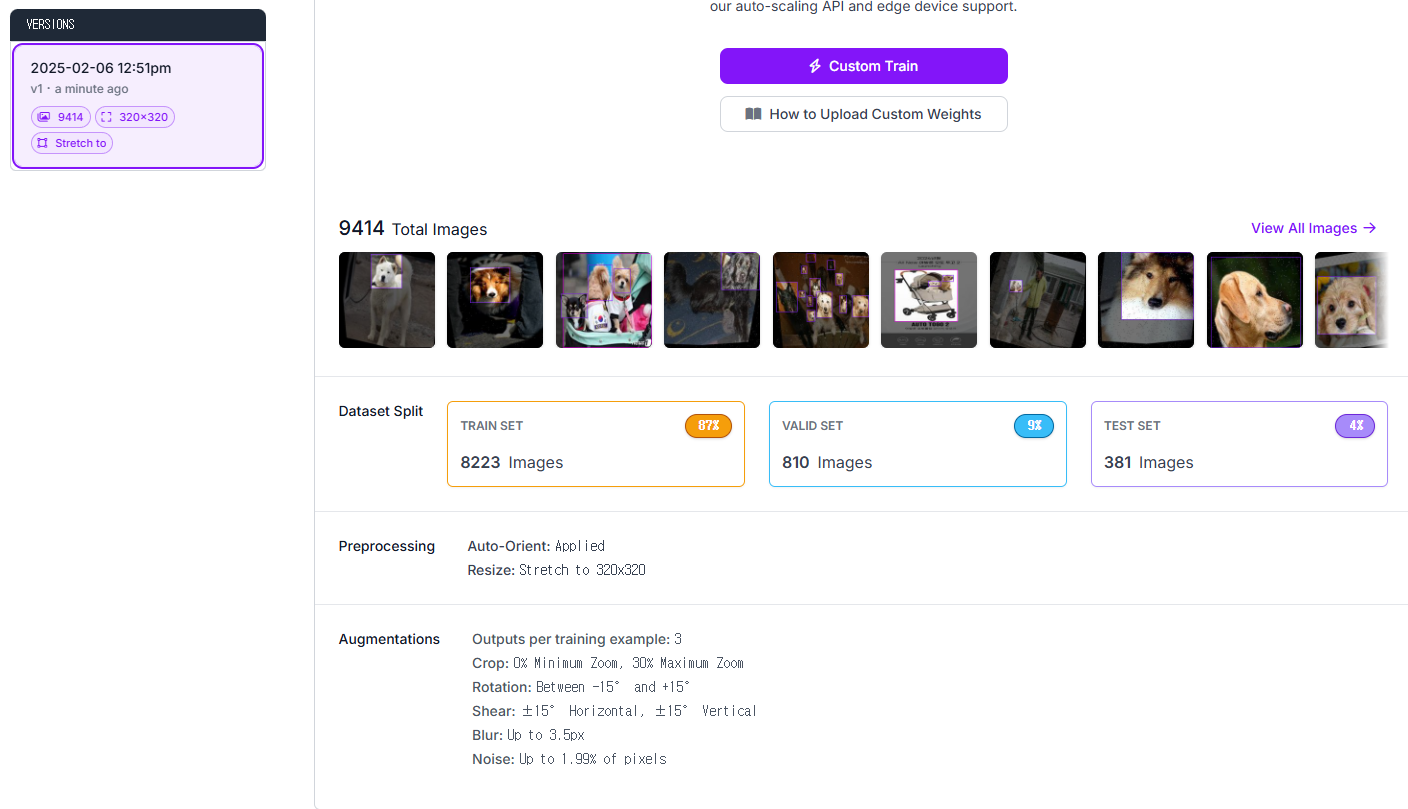 VERSIONS
2025-02-06 12:51pm
v1 · a minute ago
9414 320×320
Stretch to
our auto-scaling API and edge device support.
Custom Train
How to Upload Custom Weights
9414 Total Images
View All Images →
AUTO TODO 2
Dataset Split
TRAIN SET 87%
8223 Images
VALID SET 9%
810 Images
TEST SET 4%
381 Images
Preprocessing
Auto-Orient: Applied
Resize: Stretch to 320x320
Augmentations
Outputs per training example: 3
Crop: 0% Minimum Zoom, 30% Maximum Zoom
Rotation: Between -15° and +15°
Shear: ±15° Horizontal, ±15° Vertical
Blur: Up to 3.5px
Noise: Up to 1.99% of pixels